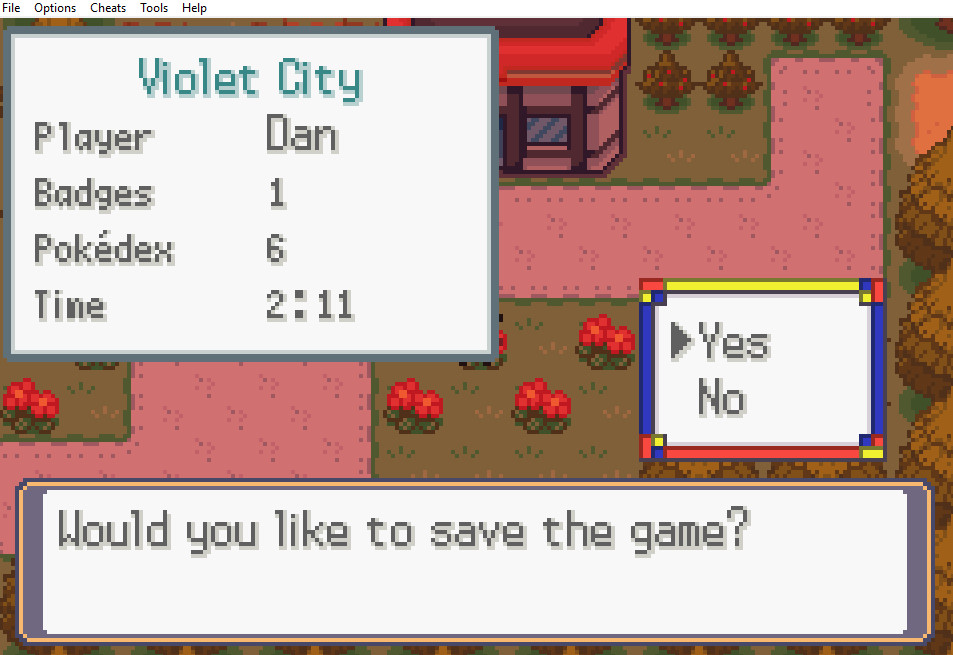 File Options Cheats Tools Help
Violet City
Player Dan
Badges 1
Pokédex 6
Time 2:11
Yes
No
Would you like to save the game?